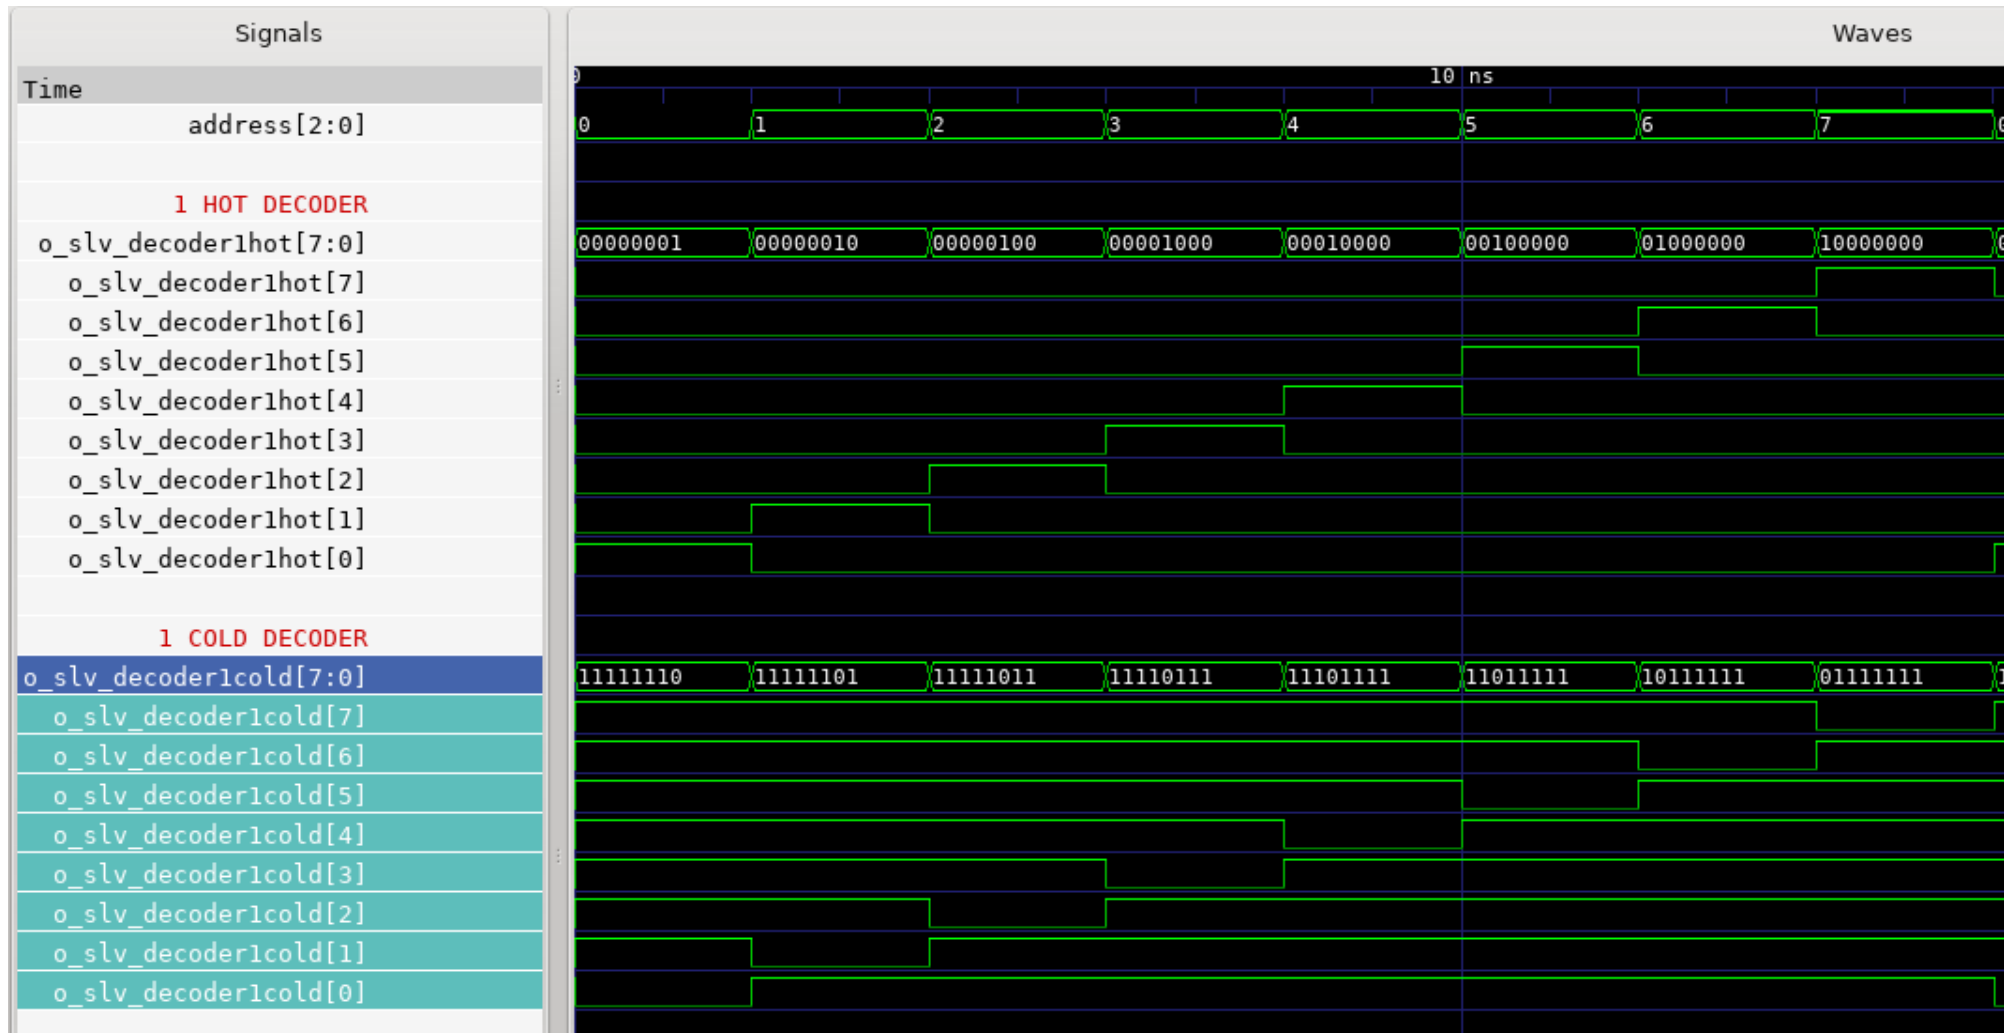 Signals Waves
Time 0 10 ns
address[2:0] 0 1 2 3 4 5 6 7 0
1 HOT DECODER
o_slv_decoder1hot[7:0] 00000001 00000010 00000100 00001000 00010000 00100000 01000000 10000000 0
o_slv_decoder1hot[7]
o_slv_decoder1hot[6]
o_slv_decoder1hot[5]
o_slv_decoder1hot[4]
o_slv_decoder1hot[3]
o_slv_decoder1hot[2]
o_slv_decoder1hot[1]
o_slv_decoder1hot[0]
1 COLD DECODER
o_slv_decoder1cold[7:0] 11111110 11111101 11111011 11110111 11101111 11011111 10111111 01111111 1
o_slv_decoder1cold[7]
o_slv_decoder1cold[6]
o_slv_decoder1cold[5]
o_slv_decoder1cold[4]
o_slv_decoder1cold[3]
o_slv_decoder1cold[2]
o_slv_decoder1cold[1]
o_slv_decoder1cold[0]